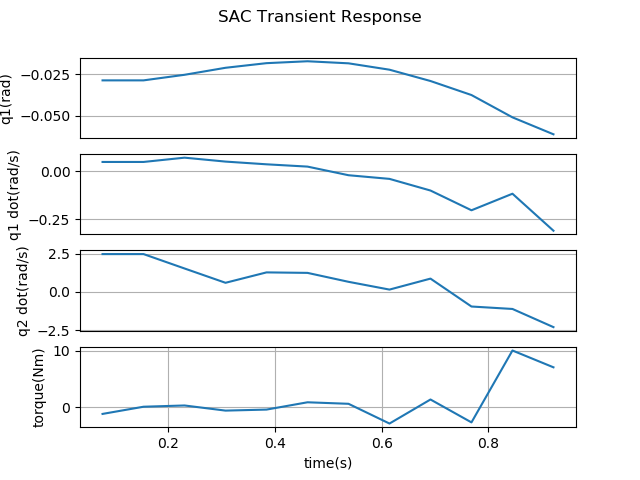 SAC Transient Response
−0.025
−0.050
q1(rad)
0.00
−0.25
q1 dot(rad/s)
2.5
0.0
−2.5
q2 dot(rad/s)
10
0
torque(Nm)
0.2 0.4 0.6 0.8
time(s)